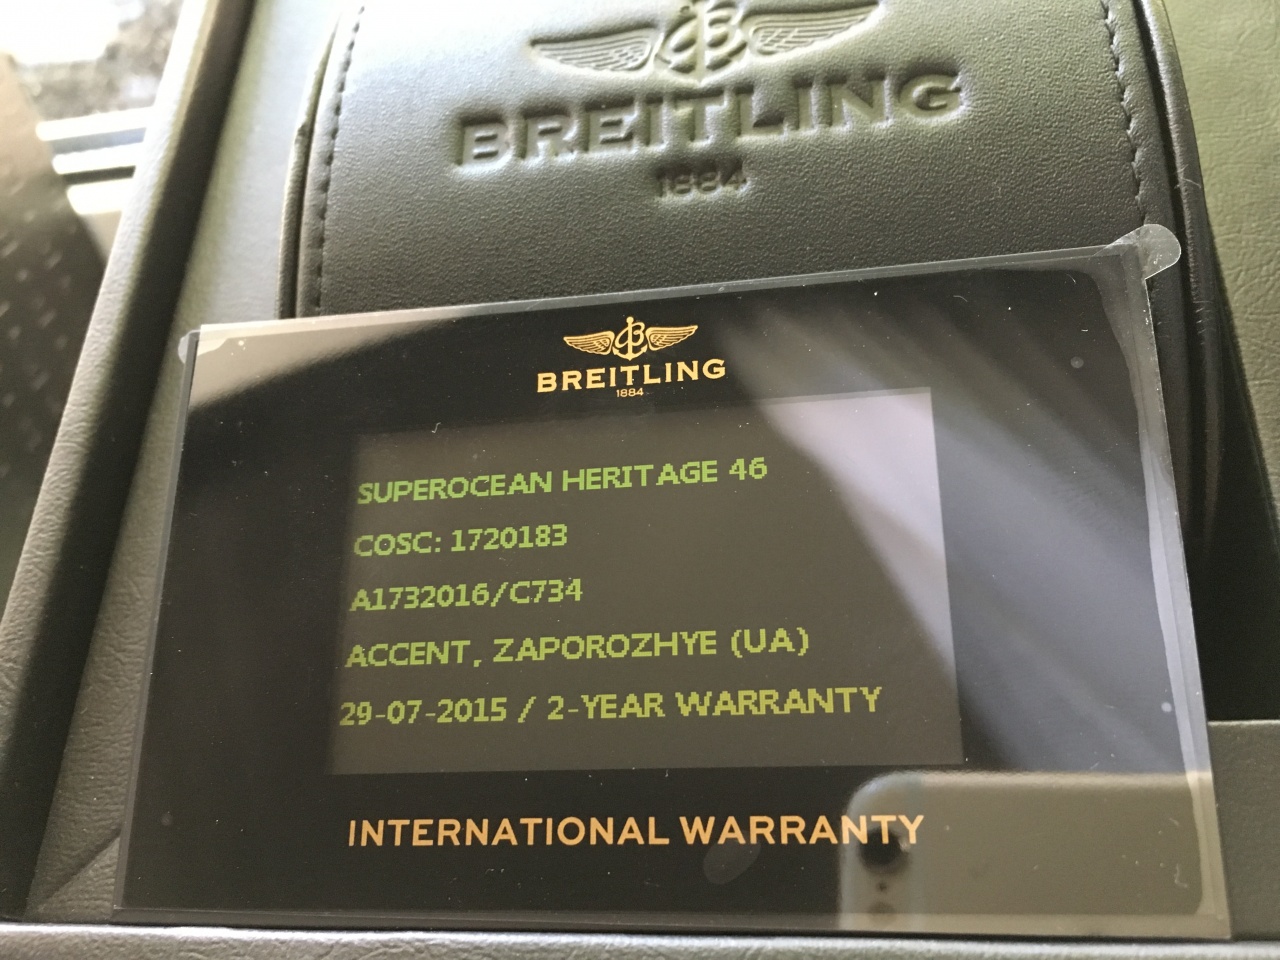 BREITLING
1884
BREITLING
1884
SUPEROCEAN HERITAGE 46
COSC: 1720183
A1732016/C734
ACCENT, ZAPOROZHYE (UA)
29-07-2015 / 2-YEAR WARRANTY
INTERNATIONAL WARRANTY